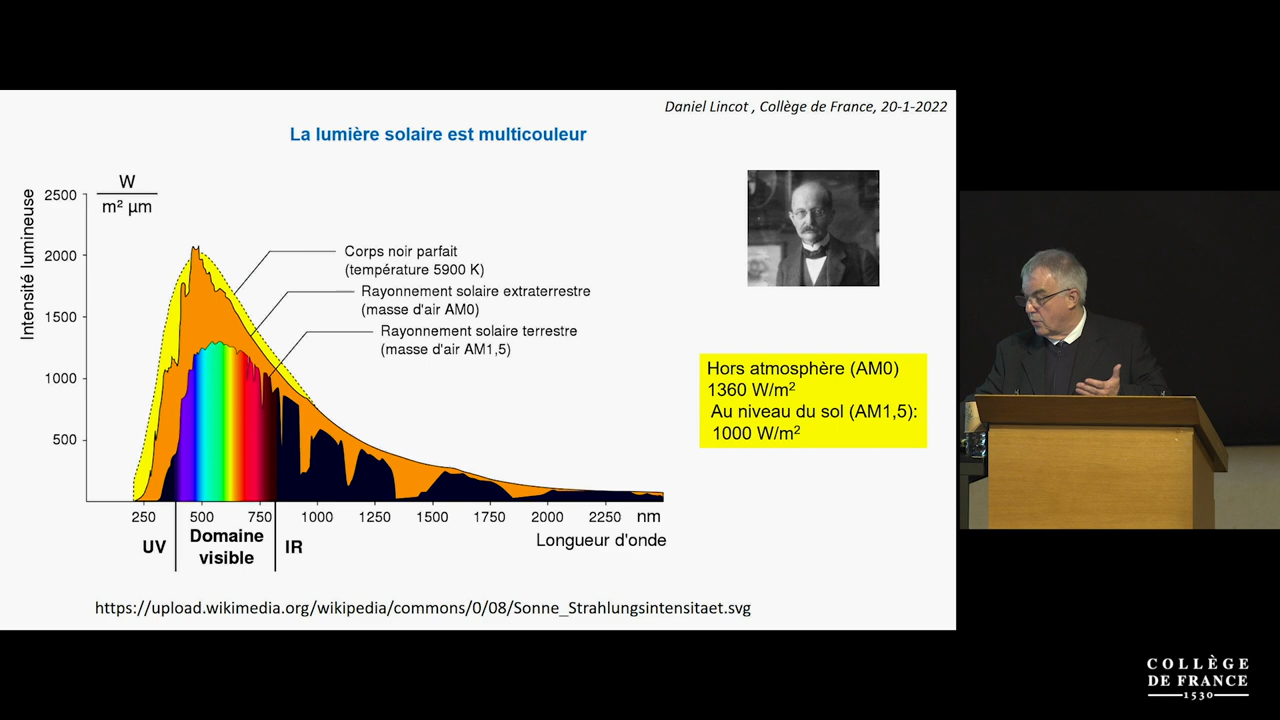 Daniel Lincot , Collège de France, 20-1-2022
La lumière solaire est multicouleur
W
m² µm
Intensité lumineuse
2500
2000
1500
1000
500
Corps noir parfait
(température 5900 K)
Rayonnement solaire extraterrestre
(masse d'air AM0)
Rayonnement solaire terrestre
(masse d'air AM1,5)
Hors atmosphère (AM0)
1360 W/m²
Au niveau du sol (AM1,5):
1000 W/m²
250 500 750 1000 1250 1500 1750 2000 2250 nm
Longueur d'onde
UV
Domaine
visible
IR
https://upload.wikimedia.org/wikipedia/commons/0/08/Sonne_Strahlungsintensitaet.svg
COLLÈGE
DE FRANCE
1530